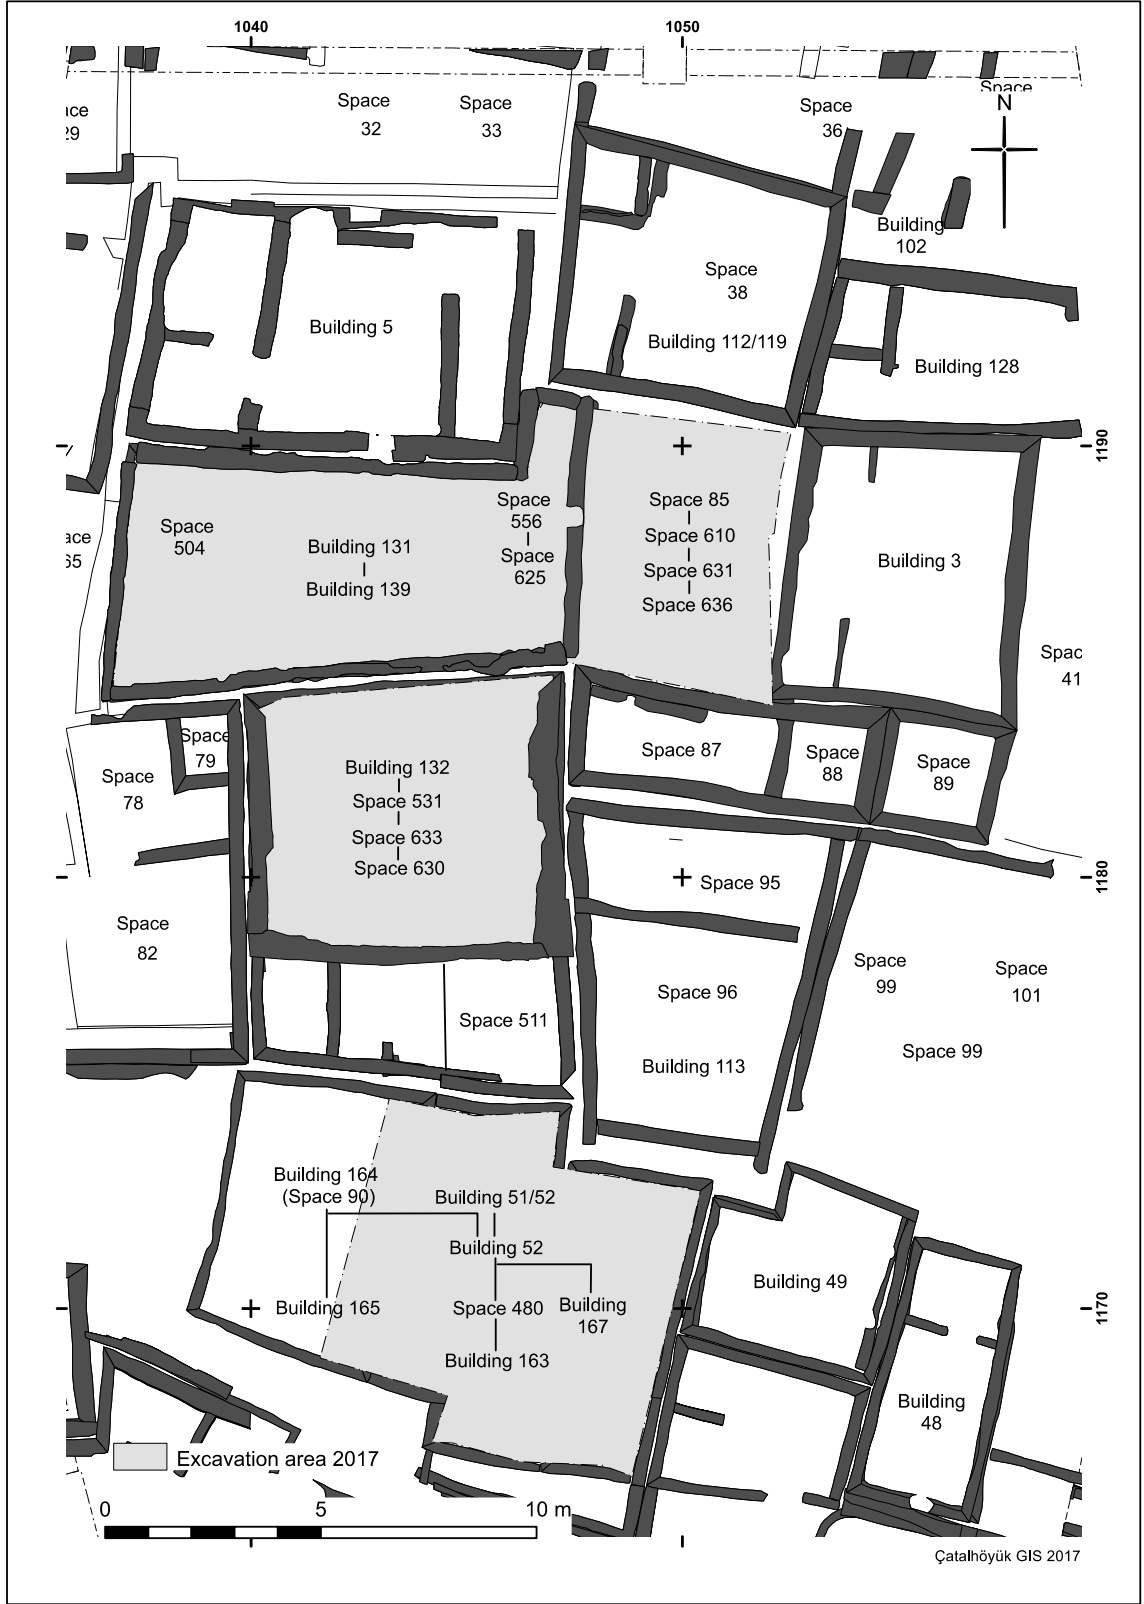 1040
1050
Space
32
Space
33
Space
36
Space
N
29
Building
102
Space
38
Building 5
Building 112/119
Building 128
1190
Space
504
Space
556
Space
625
Building 131
Building 139
Space 85
Space 610
Space 631
Space 636
65
Building 3
Spac
41
Space
79
Space
78
Building 132
Space 531
Space 633
Space 630
Space 87
Space
88
Space
89
1180
Space 95
Space
82
Space
99
Space
101
Space 96
Space 511
Space 99
Building 113
Building 164
(Space 90)
Building 51/52
Building 52
Building 49
Building 165
Space 480
Building
167
1170
Building 163
Building
48
Excavation area 2017
0 5 10 m
Çatalhöyük GIS 2017